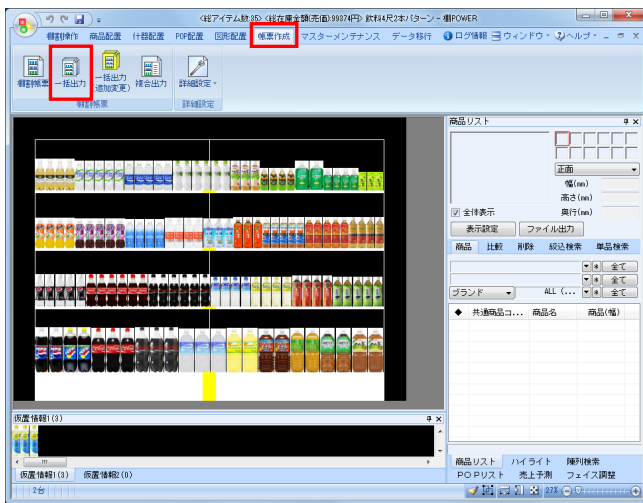 <総アイテム数:35> <総在庫金額(売価):99374円> 飲料4尺2本パターン - 棚POWER
棚割操作 商品配置 什器配置 POP配置 図形配置 帳票作成 マスターメンテナンス データ移行 ログ情報 ウィンドウ ヘルプ
棚割帳票 一括出力 一括出力(追加変更) 複合出力 詳細設定
棚割帳票 詳細設定
商品リスト
正面
幅(mm)
高さ(mm)
全体表示 奥行(mm)
表示設定 ファイル出力
商品 比較 削除 絞込検索 単品検索
* 全て
* 全て
ブランド ALL (... * 全て
◆ 共通商品コ... 商品名 商品(幅)
仮置情報1(3)
仮置情報1(3) 仮置情報2(0)
商品リスト ハイライト 陳列検索
POPリスト 売上予測 フェイス調整
2台 27%